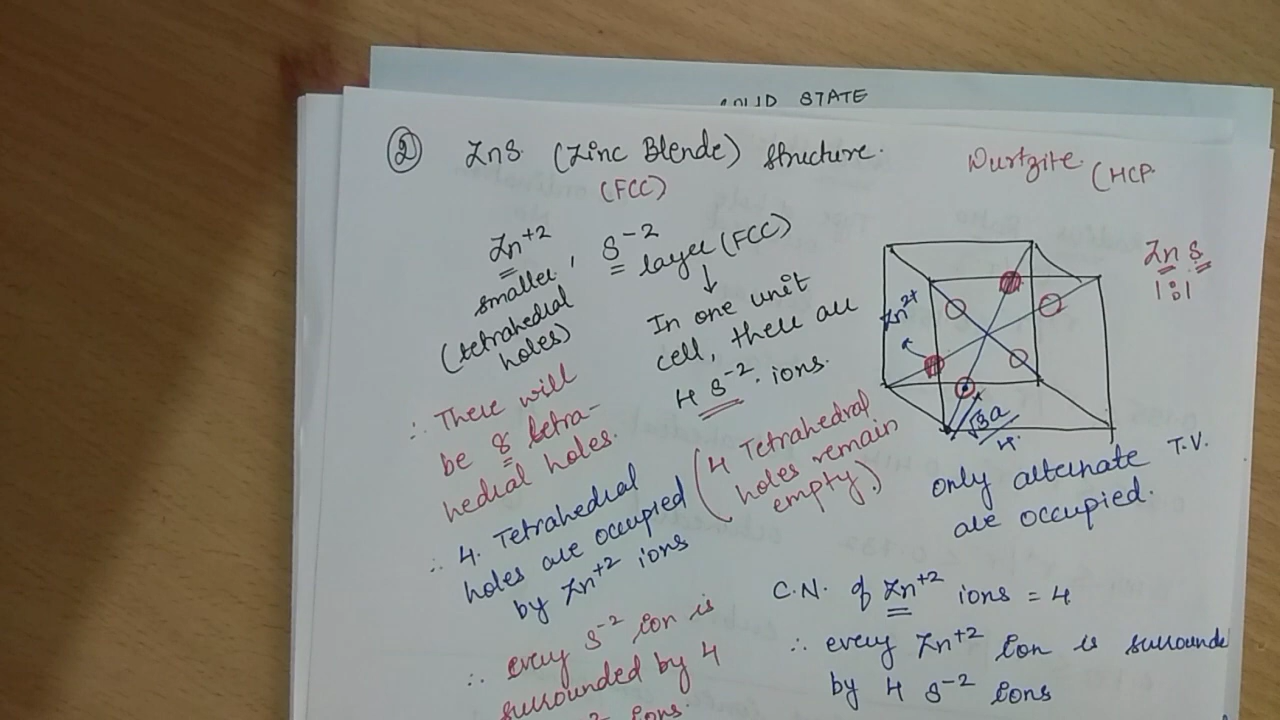 SOLID STATE
② ZnS (Zinc Blende) structure.
(FCC)
Wurtzite (HCP
Zn+2
smaller,
(tetrahedral
holes)
S-2
layer (FCC)
↓
In one unit
cell, there are
4 S-2 ions.
∴ There will
be 8 tetra-
hedral holes.
∴ 4 Tetrahedral
holes are occupied
by Zn+2 ions
(4 Tetrahedral
holes remain
empty)
∴ every S-2 ion is
surrounded by 4
ions.
Zn2+
√3a/4
Zn S
1:1
only alternate T.V.
are occupied.
C.N. of Zn+2 ions = 4
∴ every Zn+2 ion is surrounde
by 4 S-2 ions